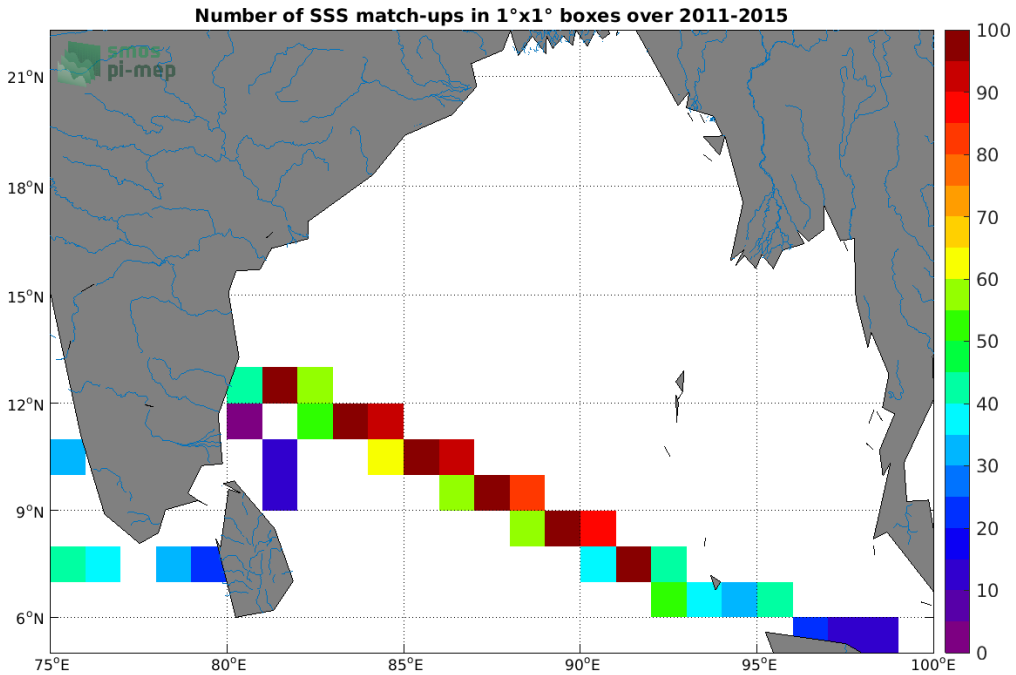 Number of SSS match-ups in 1°x1° boxes over 2011-2015
smos
pi-mep
21°N
18°N
15°N
12°N
9°N
6°N
75°E
80°E
85°E
90°E
95°E
100°E
100
90
80
70
60
50
40
30
20
10
0